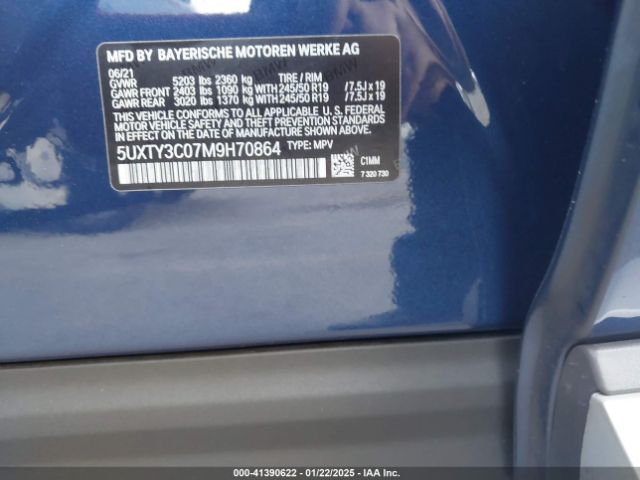 MFD BY BAYERISCHE MOTOREN WERKE AG
06/21
GVWR 5203 lbs 2360 kg TIRE / RIM
GAWR FRONT 2403 lbs 1090 kg WITH 245/50 R19 / 7.5J x 19
GAWR REAR 3020 lbs 1370 kg WITH 245/50 R19 / 7.5J x 19
THIS VEHICLE CONFORMS TO ALL APPLICABLE U. S. FEDERAL
MOTOR VEHICLE SAFETY AND THEFT PREVENTION
STANDARDS IN EFFECT ON THE DATE OF MANUFACTURE
SHOWN ABOVE.
5UXTY3C07M9H70864 TYPE: MPV
C1MM
7 320 730
000-41390622 - 01/22/2025 - IAA Inc.